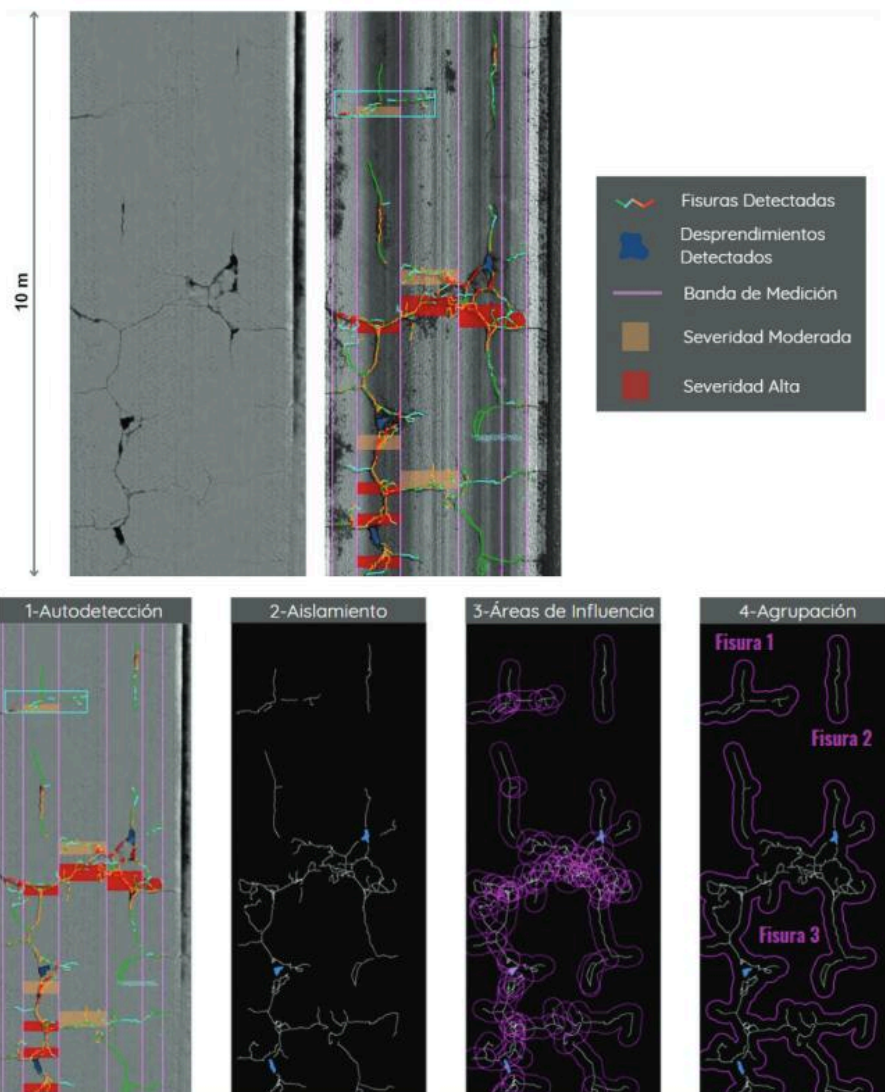 10 m
Fisuras Detectadas
Desprendimientos
Detectados
Banda de Medición
Severidad Moderada
Severidad Alta
1-Autodetección
2-Aislamiento
3-Áreas de Influencia
4-Agrupación
Fisura 1
Fisura 2
Fisura 3